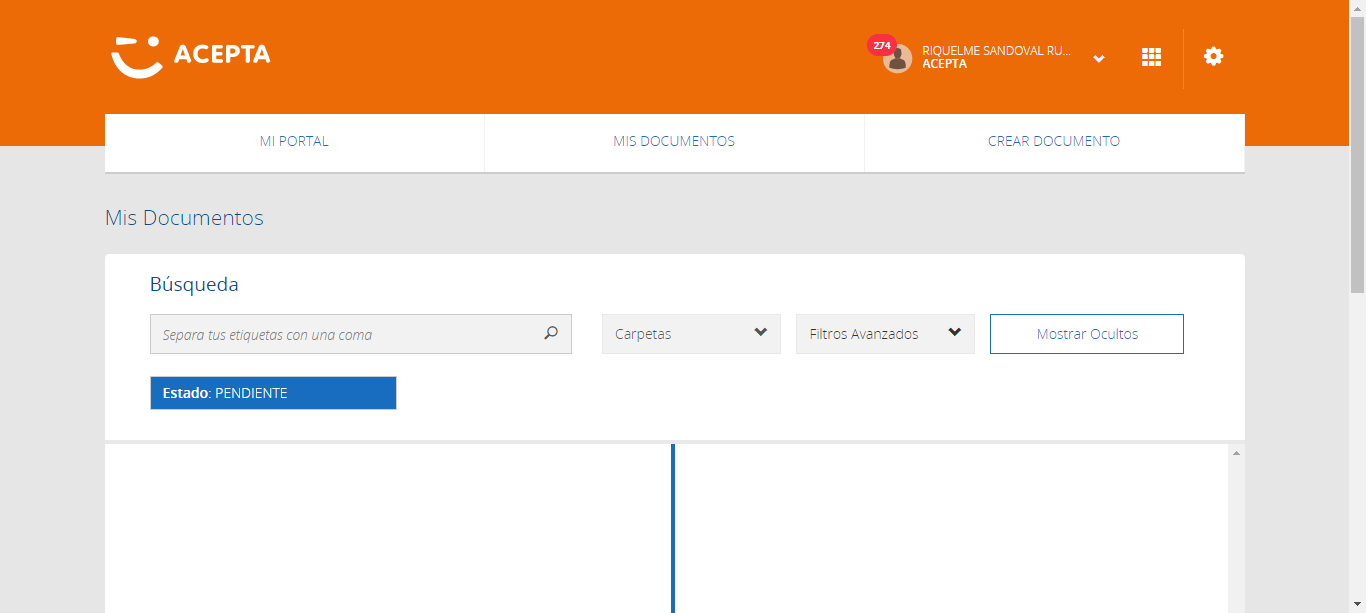 ACEPTA
274
RIQUELME SANDOVAL RU...
ACEPTA
MI PORTAL
MIS DOCUMENTOS
CREAR DOCUMENTO
Mis Documentos
Búsqueda
Separa tus etiquetas con una coma
Carpetas
Filtros Avanzados
Mostrar Ocultos
Estado: PENDIENTE